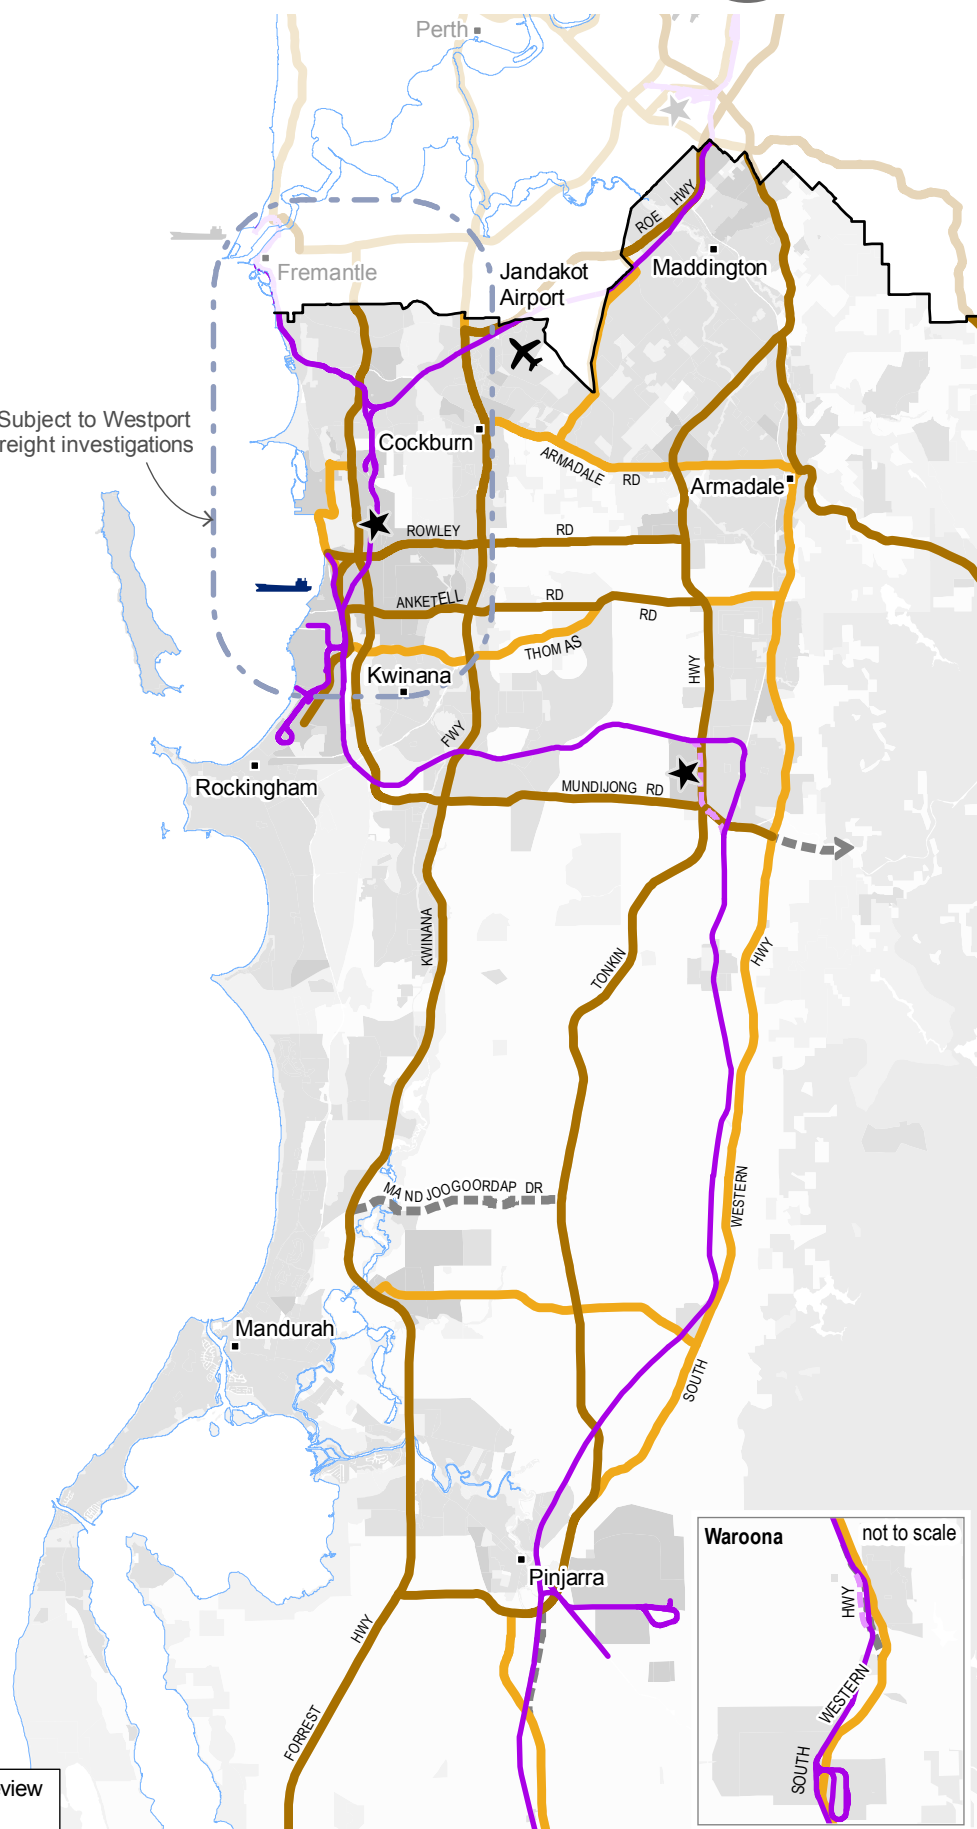 Perth
ROE HWY
Maddington
Fremantle
Jandakot
Airport
Subject to Westport
reight investigations
Cockburn
ARMADALE RD
Armadale
ROWLEY RD
ANKETELL RD
RD
THOMAS
Kwinana
HWY
FWY
Rockingham
MUNDIJONG RD
KWINANA
TONKIN
HWY
MANDJOOGOORDAP DR
WESTERN
Mandurah
SOUTH
Waroona
not to scale
Pinjarra
HWY
HWY
WESTERN
FORREST
SOUTH
view